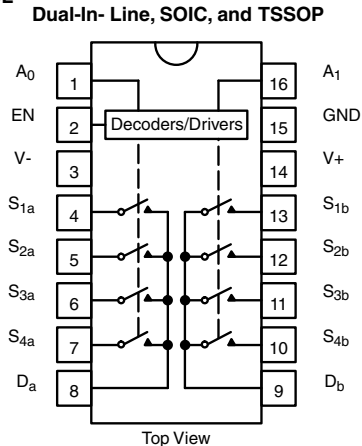 Dual-In- Line, SOIC, and TSSOP
A0 1 16 A1
EN 2 Decoders/Drivers 15 GND
V- 3 14 V+
S1a 4 13 S1b
S2a 5 12 S2b
S3a 6 11 S3b
S4a 7 10 S4b
Da 8 9 Db
Top View